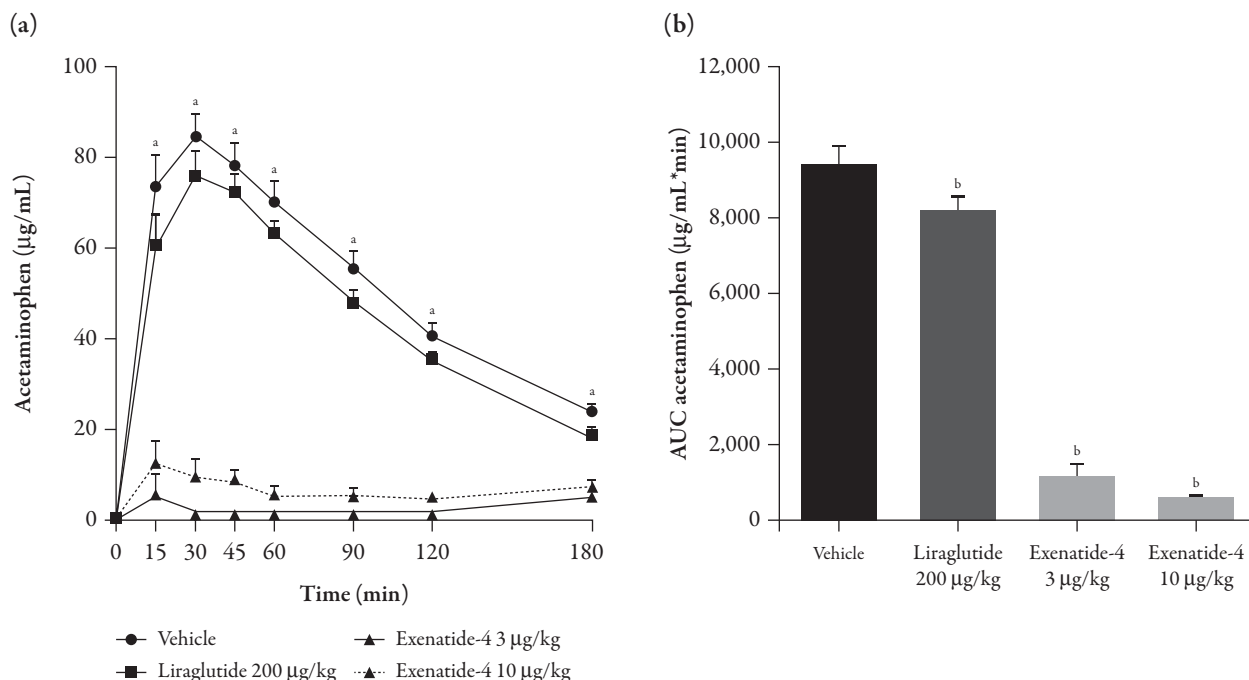 (a)
100
80
60
40
20
0
Acetaminophen (μg/mL)
a
a
a
a
a
a
a
0 15 30 45 60 90 120 180
Time (min)
Vehicle
Liraglutide 200 μg/kg
Exenatide-4 3 μg/kg
Exenatide-4 10 μg/kg
(b)
12,000
10,000
8,000
6,000
4,000
2,000
0
AUC acetaminophen (μg/mL*min)
b
b
b
Vehicle
Liraglutide
200 μg/kg
Exenatide-4
3 μg/kg
Exenatide-4
10 μg/kg